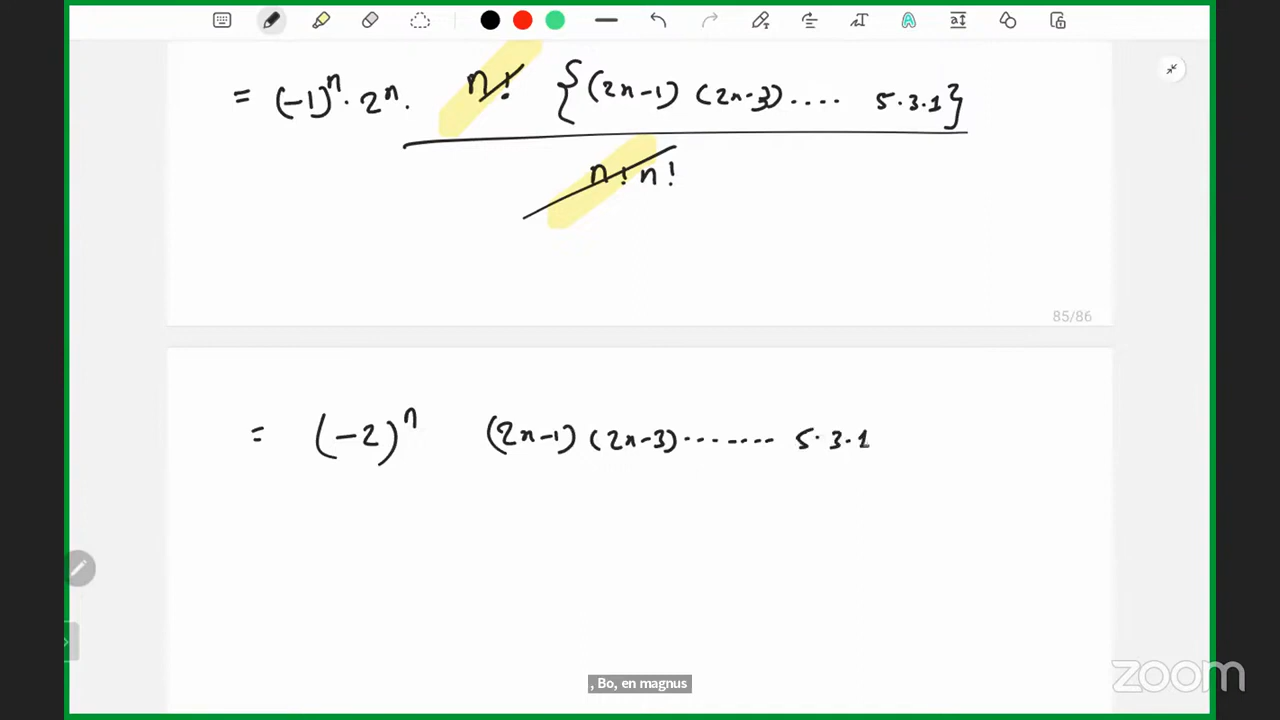 = (-1)^n · 2^n · n! {(2n-1) (2n-3) .... 5.3.1}
n! n!
85/86
= (-2)^n (2n-1) (2n-3) ........ 5.3.1
, Bo, en magnus
zoom